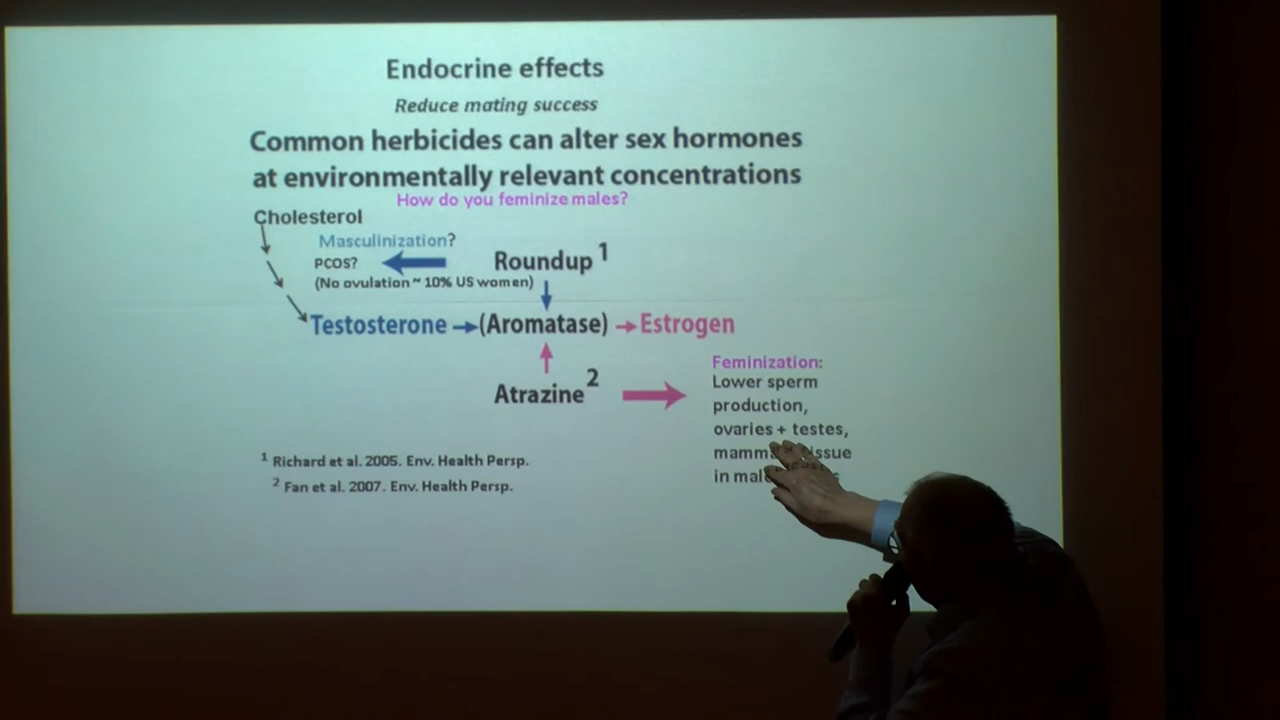 Endocrine effects
Reduce mating success
Common herbicides can alter sex hormones
at environmentally relevant concentrations
How do you feminize males?
Cholesterol
Masculinization?
PCOS?
(No ovulation ~ 10% US women)
Roundup 1
Testosterone (Aromatase) Estrogen
Atrazine 2
Feminization:
Lower sperm
production,
ovaries + testes,
in
1 Richard et al. 2005. Env. Health Persp.
2 Fan et al. 2007. Env. Health Persp.